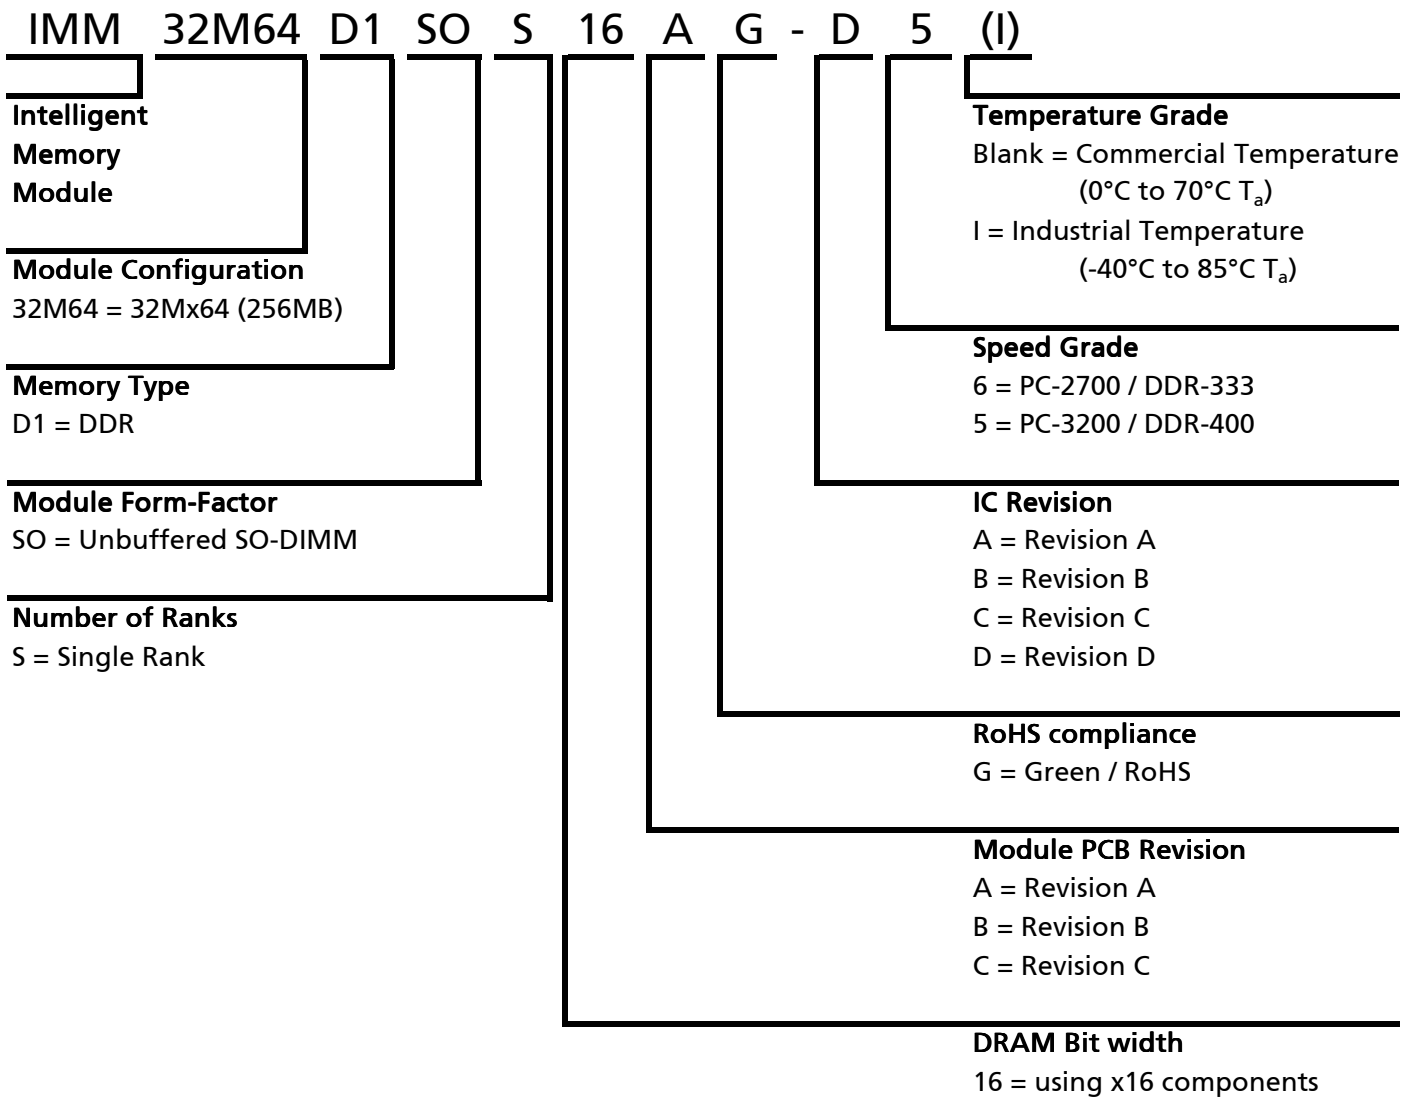 IMM 32M64 D1 SO S 16 A G - D 5 (I)
Intelligent
Memory
Module
Module Configuration
32M64 = 32Mx64 (256MB)
Memory Type
D1 = DDR
Module Form-Factor
SO = Unbuffered SO-DIMM
Number of Ranks
S = Single Rank
Temperature Grade
Blank = Commercial Temperature
(0°C to 70°C Ta)
I = Industrial Temperature
(-40°C to 85°C Ta)
Speed Grade
6 = PC-2700 / DDR-333
5 = PC-3200 / DDR-400
IC Revision
A = Revision A
B = Revision B
C = Revision C
D = Revision D
RoHS compliance
G = Green / RoHS
Module PCB Revision
A = Revision A
B = Revision B
C = Revision C
DRAM Bit width
16 = using x16 components